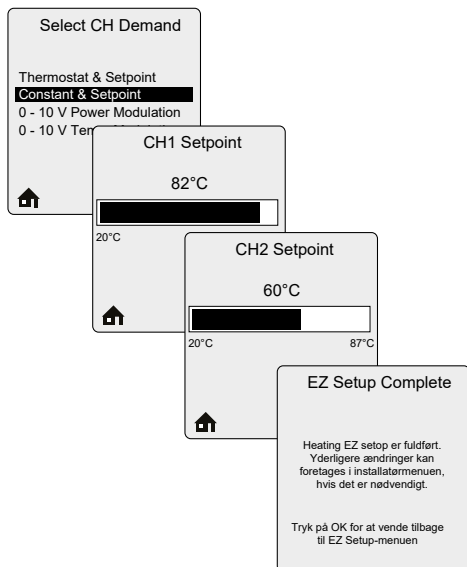 Select CH Demand
Thermostat & Setpoint
Constant & Setpoint
0 - 10 V Power Modulation
0 - 10 V
CH1 Setpoint
82°C
20°C
CH2 Setpoint
60°C
20°C 87°C
EZ Setup Complete
Heating EZ setop er fuldført.
Yderligere ændringer kan
foretages i installatørmenuen,
hvis det er nødvendigt.
Tryk på OK for at vende tilbage
til EZ Setup-menuen